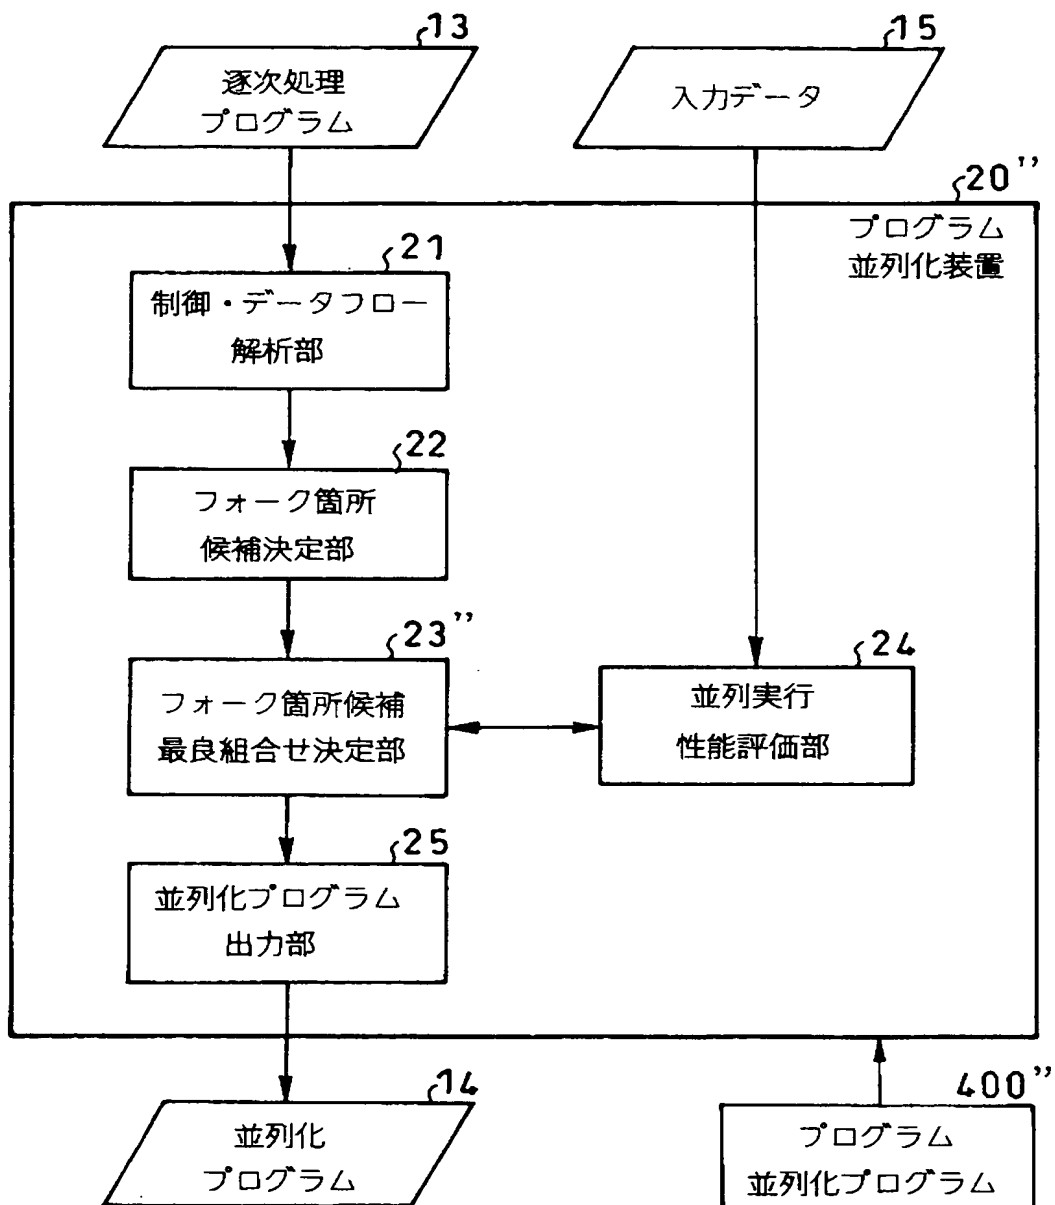 13
逐次処理
プログラム
15
入力データ
20''
プログラム
並列化装置
21
制御・データフロー
解析部
22
フォーク箇所
候補決定部
23''
フォーク箇所候補
最良組合せ決定部
24
並列実行
性能評価部
25
並列化プログラム
出力部
14
並列化
プログラム
400''
プログラム
並列化プログラム